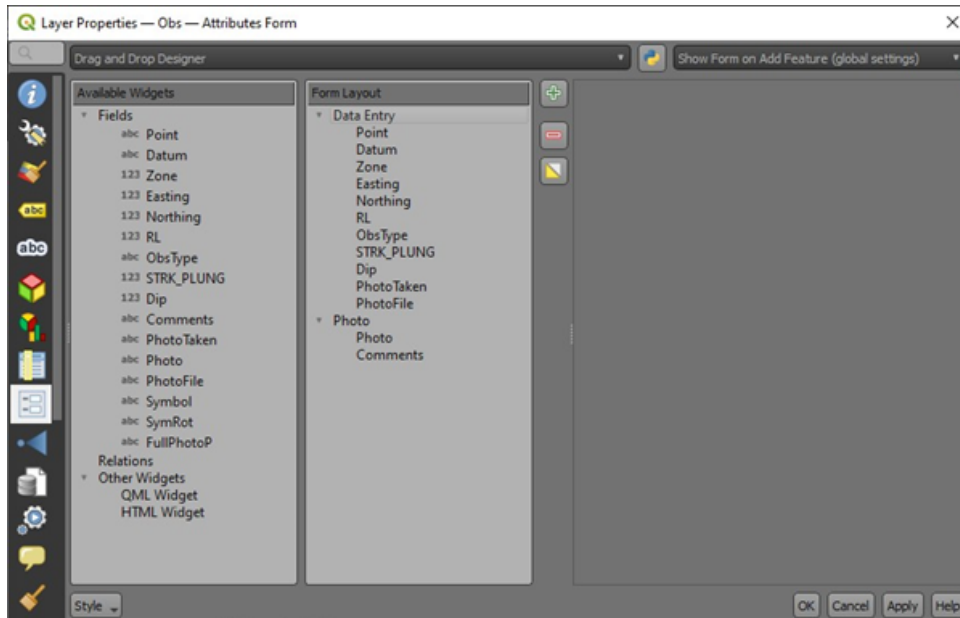 Layer Properties — Obs — Attributes Form
Drag and Drop Designer
Show Form on Add Feature (global settings)
Available Widgets
Fields
abc Point
abc Datum
123 Zone
123 Easting
123 Northing
123 RL
abc ObsType
123 STRK_PLUNG
123 Dip
abc Comments
abc PhotoTaken
abc Photo
abc PhotoFile
abc Symbol
abc SymRot
abc FullPhotoP
Relations
Other Widgets
QML Widget
HTML Widget
Form Layout
Data Entry
Point
Datum
Zone
Easting
Northing
RL
ObsType
STRK_PLUNG
Dip
PhotoTaken
PhotoFile
Photo
Photo
Comments
abc
abc
Style
OK
Cancel
Apply
Help